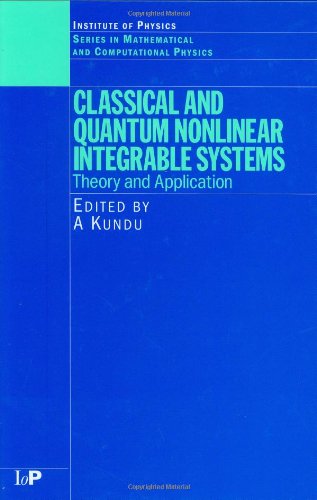 INSTITUTE OF PHYSICS
SERIES IN MATHEMATICAL
AND COMPUTATIONAL PHYSICS
CLASSICAL AND
QUANTUM NONLINEAR
INTEGRABLE SYSTEMS
Theory and Application
EDITED BY
A KUNDU
IoP